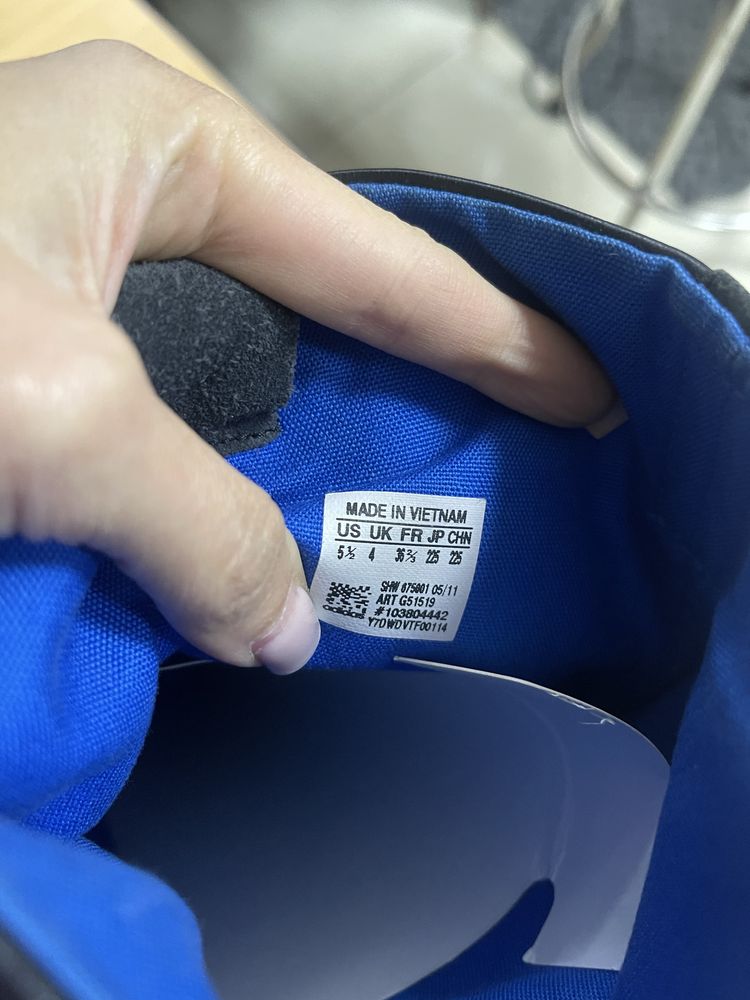 MADE IN VIETNAM
US UK FR JP CHN
5½ 4 36⅔ 225 225
SHW 675001 05/11
ART G51519
#103804442
Y7DWDVTF00114